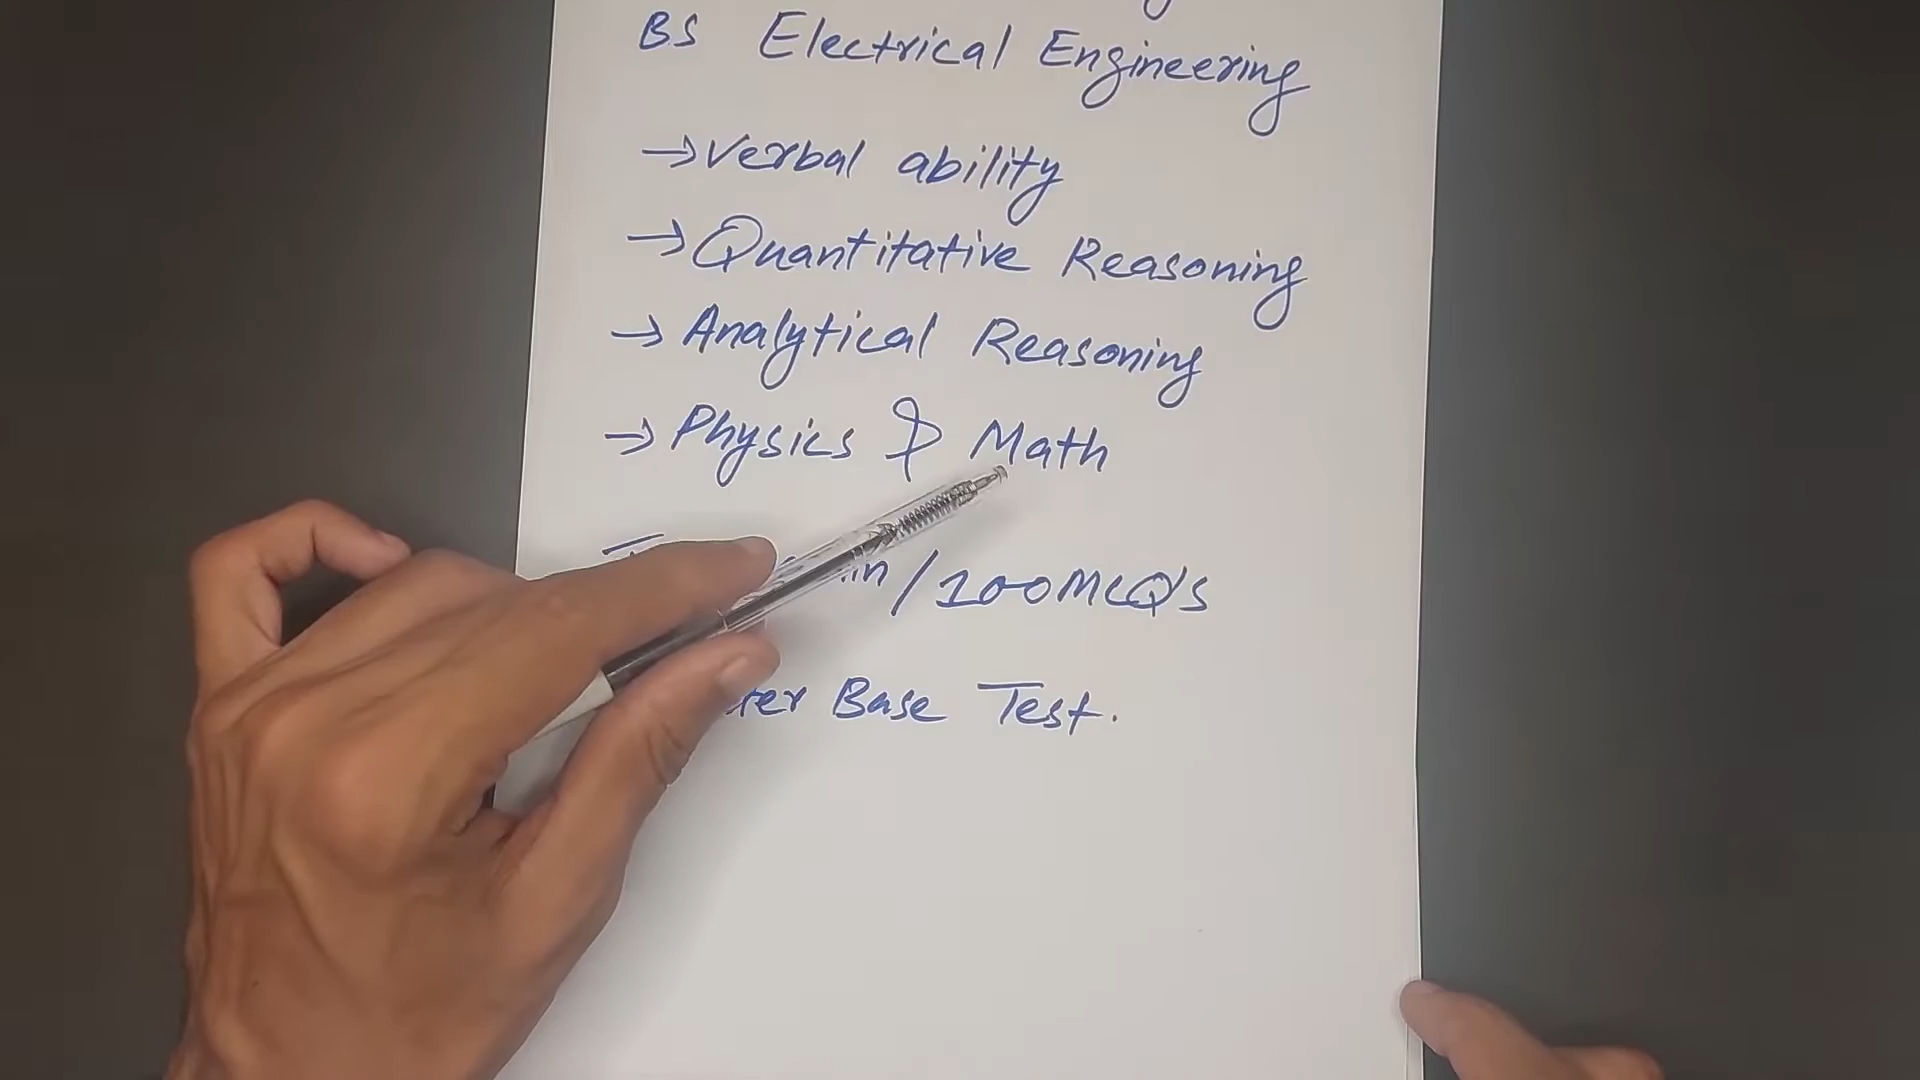 BS Electrical Engineering
→ Verbal ability
→ Quantitative Reasoning
→ Analytical Reasoning
→ Physics & Math
/100MCQ's
Base Test.